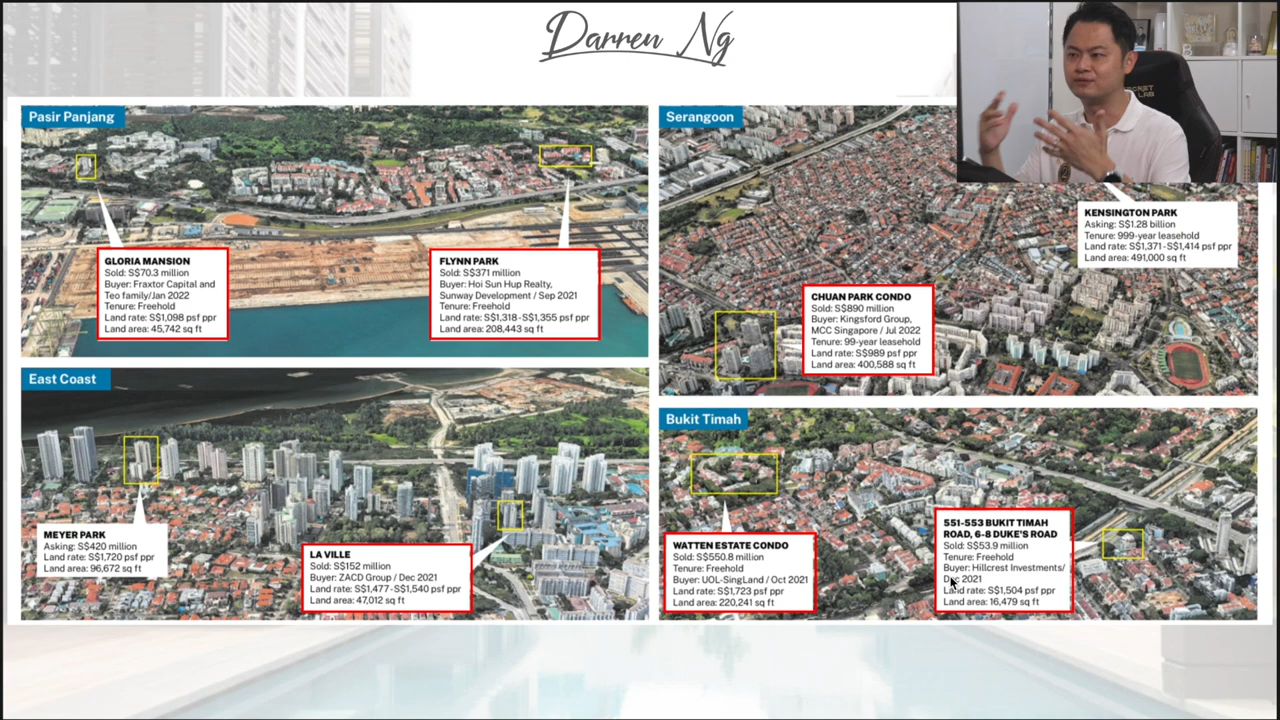 Darren Ng
Pasir Panjang
GLORIA MANSION
Sold: S$70.3 million
Buyer: Fraxtor Capital and
Teo family/Jan 2022
Tenure: Freehold
Land rate: S$1,098 psf ppr
Land area: 45,742 sq ft
FLYNN PARK
Sold: S$371 million
Buyer: Hoi Sun Hup Realty,
Sunway Development / Sep 2021
Tenure: Freehold
Land rate: S$1,318-S$1,355 psf ppr
Land area: 208,443 sq ft
Serangoon
KENSINGTON PARK
Asking: S$1.28 billion
Tenure: 999-year leasehold
Land rate: S$1,371-S$1,414 psf ppr
Land area: 491,000 sq ft
CHUAN PARK CONDO
Sold: S$890 million
Buyer: Kingsford Group,
MCC Singapore / Jul 2022
Tenure: 99-year leasehold
Land rate: S$989 psf ppr
Land area: 400,588 sq ft
East Coast
MEYER PARK
Asking: S$420 million
Land rate: S$1,720 psf ppr
Land area: 96,672 sq ft
LA VILLE
Sold: S$152 million
Buyer: ZACD Group / Dec 2021
Land rate: S$1,477-S$1,540 psf ppr
Land area: 47,012 sq ft
Bukit Timah
WATTEN ESTATE CONDO
Sold: S$550.8 million
Tenure: Freehold
Buyer: UOL-SingLand / Oct 2021
Land rate: S$1,723 psf ppr
Land area: 220,241 sq ft
551-553 BUKIT TIMAH
ROAD, 6-8 DUKE'S ROAD
Sold: S$53.9 million
Tenure: Freehold
Buyer: Hillcrest Investments/
Dec 2021
Land rate: S$1,504 psf ppr
Land area: 16,479 sq ft